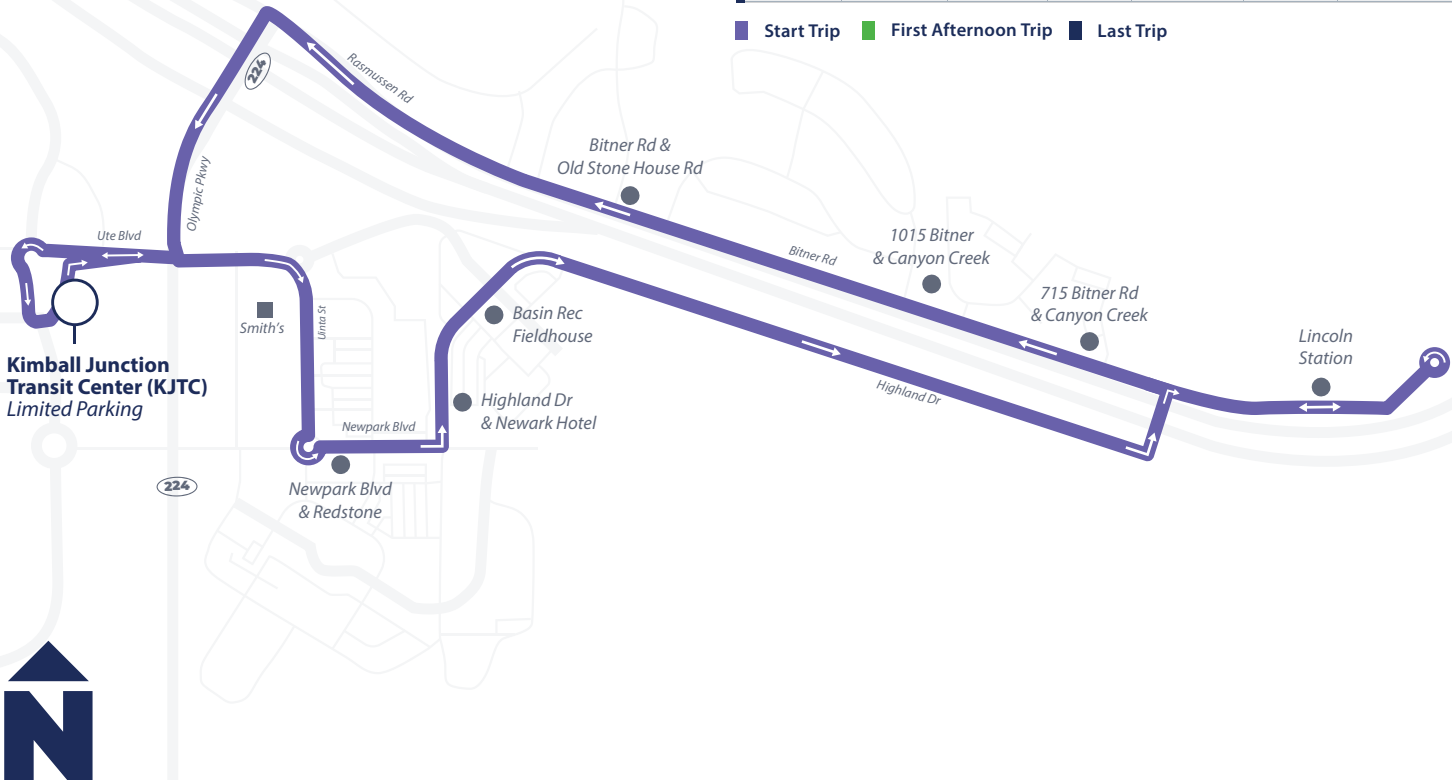 Start Trip
First Afternoon Trip
Last Trip
224
Rasmussen Rd
Bitner Rd &
Old Stone House Rd
Olympic Pkwy
Ute Blvd
1015 Bitner
& Canyon Creek
Bitner Rd
715 Bitner Rd
& Canyon Creek
Smith's
Uinta St
Basin Rec
Fieldhouse
Lincoln
Station
Kimball Junction
Transit Center (KJTC)
Limited Parking
Highland Dr
Highland Dr
& Newark Hotel
Newpark Blvd
Newpark Blvd
& Redstone
224
N